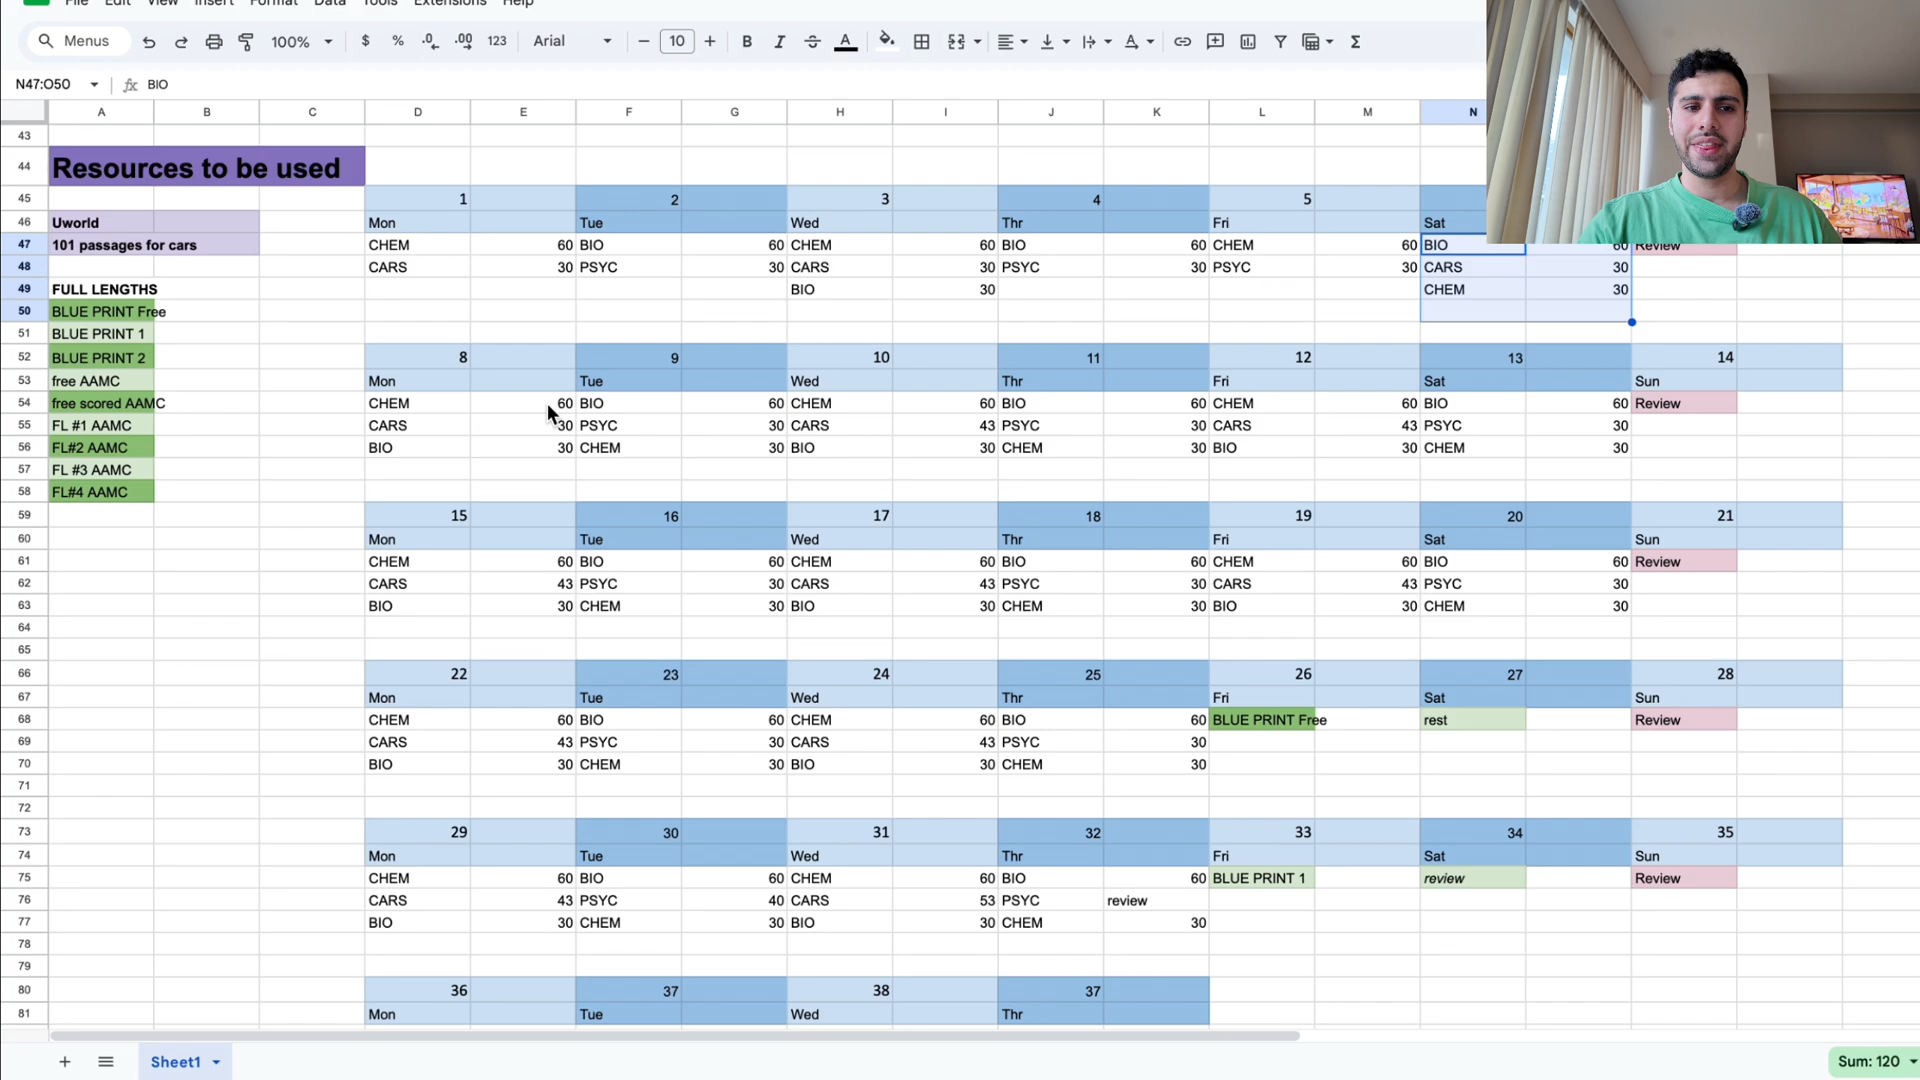 File Edit View Insert Format Data Tools Extensions Help
Menus 100% $ % .0 .00 123 Arial 10 B I A
N47:O50 fx BIO
A B C D E F G H I J K L M N
43
44 Resources to be used
45 1 2 3 4 5
46 Uworld Mon Tue Wed Thr Fri Sat
47 101 passages for cars CHEM 60 BIO 60 CHEM 60 BIO 60 CHEM 60 BIO 60 Review
48 CARS 30 PSYC 30 CARS 30 PSYC 30 PSYC 30 CARS 30
49 FULL LENGTHS BIO 30 CHEM 30
50 BLUE PRINT Free
51 BLUE PRINT 1
52 BLUE PRINT 2 8 9 10 11 12 13 14
53 free AAMC Mon Tue Wed Thr Fri Sat Sun
54 free scored AAMC CHEM 60 BIO 60 CHEM 60 BIO 60 CHEM 60 BIO 60 Review
55 FL #1 AAMC CARS 30 PSYC 30 CARS 43 PSYC 30 CARS 43 PSYC 30
56 FL#2 AAMC BIO 30 CHEM 30 BIO 30 CHEM 30 BIO 30 CHEM 30
57 FL #3 AAMC
58 FL#4 AAMC
59 15 16 17 18 19 20 21
60 Mon Tue Wed Thr Fri Sat Sun
61 CHEM 60 BIO 60 CHEM 60 BIO 60 CHEM 60 BIO 60 Review
62 CARS 43 PSYC 30 CARS 43 PSYC 30 CARS 43 PSYC 30
63 BIO 30 CHEM 30 BIO 30 CHEM 30 BIO 30 CHEM 30
64
65
66 22 23 24 25 26 27 28
67 Mon Tue Wed Thr Fri Sat Sun
68 CHEM 60 BIO 60 CHEM 60 BIO 60 BLUE PRINT Free rest Review
69 CARS 43 PSYC 30 CARS 43 PSYC 30
70 BIO 30 CHEM 30 BIO 30 CHEM 30
71
72
73 29 30 31 32 33 34 35
74 Mon Tue Wed Thr Fri Sat Sun
75 CHEM 60 BIO 60 CHEM 60 BIO 60 BLUE PRINT 1 review Review
76 CARS 43 PSYC 40 CARS 53 PSYC review
77 BIO 30 CHEM 30 BIO 30 CHEM 30
78
79
80 36 37 38 37
81 Mon Tue Wed Thr
Sheet1 Sum: 120